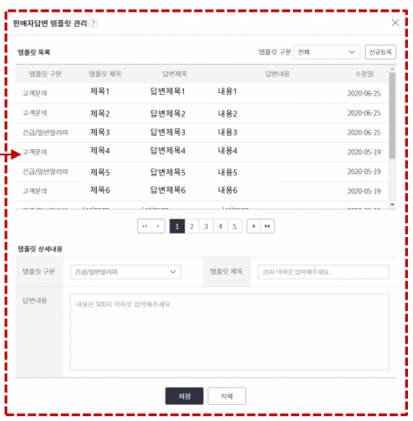 판매자답변 템플릿 관리 ?
템플릿 목록 템플릿 구분 전체 신규등록
템플릿 구분 템플릿 제목 답변제목 답변내용 수정일
고객문의 제목1 답변제목1 내용1 2020-06-25
고객문의 제목2 답변제목2 내용2 2020-06-25
긴급/일반알리미 제목3 답변제목3 내용3 2020-06-25
고객문의 제목4 답변제목4 내용4 2020-05-19
긴급/일반알리미 제목5 답변제목5 내용5 2020-05-19
고객문의 제목6 답변제목6 내용6 2020-05-19
1 2 3 4 5
템플릿 상세내용
템플릿 구분 긴급/일반알리미 템플릿 제목 20자 이하로 입력해주세요.
답변내용 내용은 500자 이하로 입력해주세요.
저장 삭제